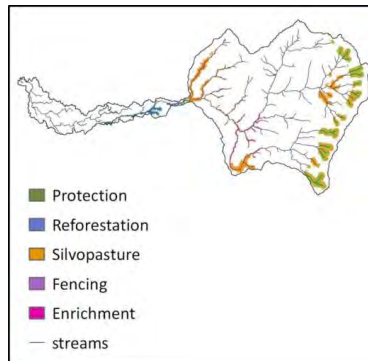 Protection
Reforestation
Silvopasture
Fencing
Enrichment
streams